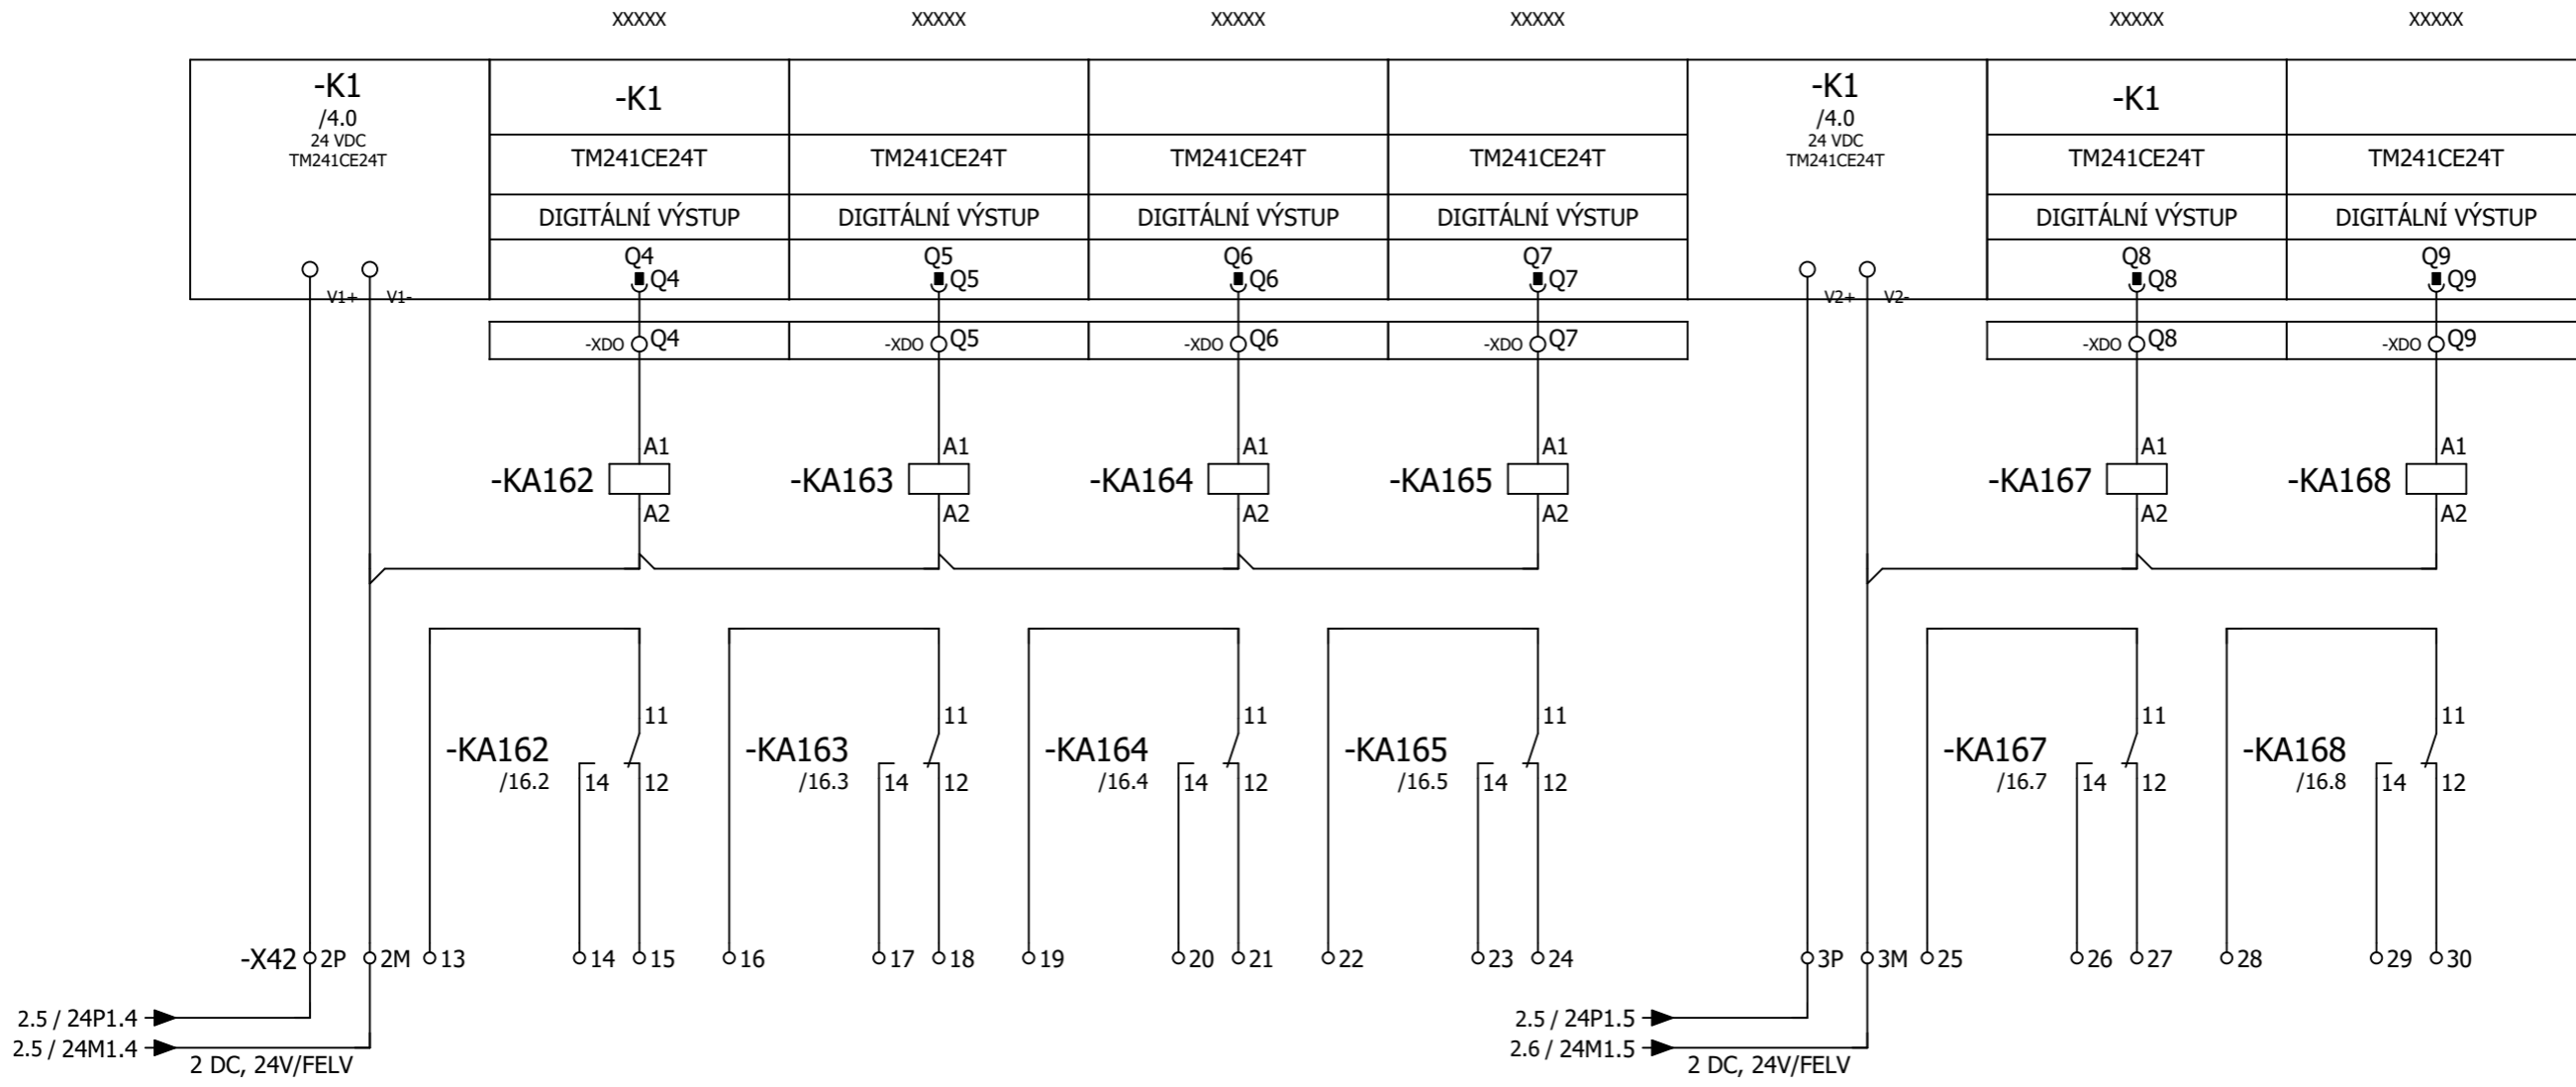 XXXXX XXXXX XXXXX XXXXX XXXXX XXXXX
-K1 -K1 -K1 -K1
/4.0 /4.0
24 VDC 24 VDC
TM241CE24T TM241CE24T TM241CE24T TM241CE24T TM241CE24T TM241CE24T TM241CE24T TM241CE24T
DIGITÁLNÍ VÝSTUP DIGITÁLNÍ VÝSTUP DIGITÁLNÍ VÝSTUP DIGITÁLNÍ VÝSTUP DIGITÁLNÍ VÝSTUP DIGITÁLNÍ VÝSTUP
Q4 Q5 Q6 Q7 Q8 Q9
Q4 Q5 Q6 Q7 Q8 Q9
V1+ V1- V2+ V2-
-XDO Q4 -XDO Q5 -XDO Q6 -XDO Q7 -XDO Q8 -XDO Q9
A1 A1 A1 A1 A1 A1
-KA162 -KA163 -KA164 -KA165 -KA167 -KA168
A2 A2 A2 A2 A2 A2
11 11 11 11 11 11
-KA162 -KA163 -KA164 -KA165 -KA167 -KA168
/16.2 14 12 /16.3 14 12 /16.4 14 12 /16.5 14 12 /16.7 14 12 /16.8 14 12
-X42 2P 2M 13 14 15 16 17 18 19 20 21 22 23 24 3P 3M 25 26 27 28 29 30
2.5 / 24P1.4 2.5 / 24P1.5
2.5 / 24M1.4 2.6 / 24M1.5
2 DC, 24V/FELV 2 DC, 24V/FELV